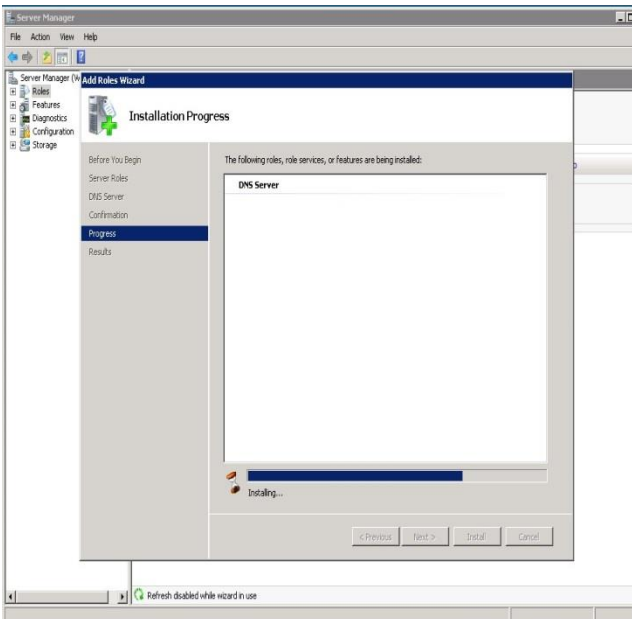 Server Manager
File Action View Help
Server Manager (W
Roles
Features
Diagnostics
Configuration
Storage
Add Roles Wizard
Installation Progress
Before You Begin
Server Roles
DNS Server
Confirmation
Progress
Results
The following roles, role services, or features are being installed:
DNS Server
Installing...
< Previous Next > Install Cancel
Refresh disabled while wizard in use